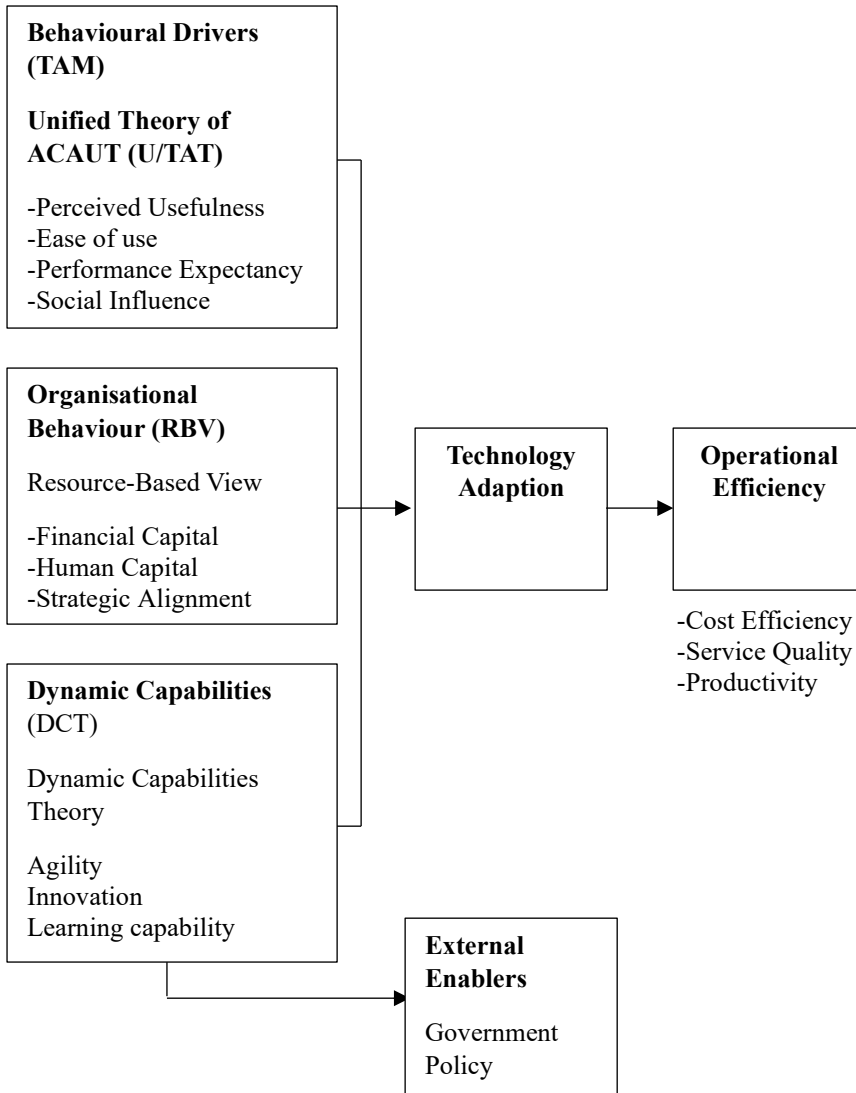 Behavioural Drivers
(TAM)
Unified Theory of
ACAUT (U/TAT)
-Perceived Usefulness
-Ease of use
-Performance Expectancy
-Social Influence
Organisational
Behaviour (RBV)
Resource-Based View
-Financial Capital
-Human Capital
-Strategic Alignment
Dynamic Capabilities
(DCT)
Dynamic Capabilities
Theory
Agility
Innovation
Learning capability
Technology
Adaption
Operational
Efficiency
-Cost Efficiency
-Service Quality
-Productivity
External
Enablers
Government
Policy